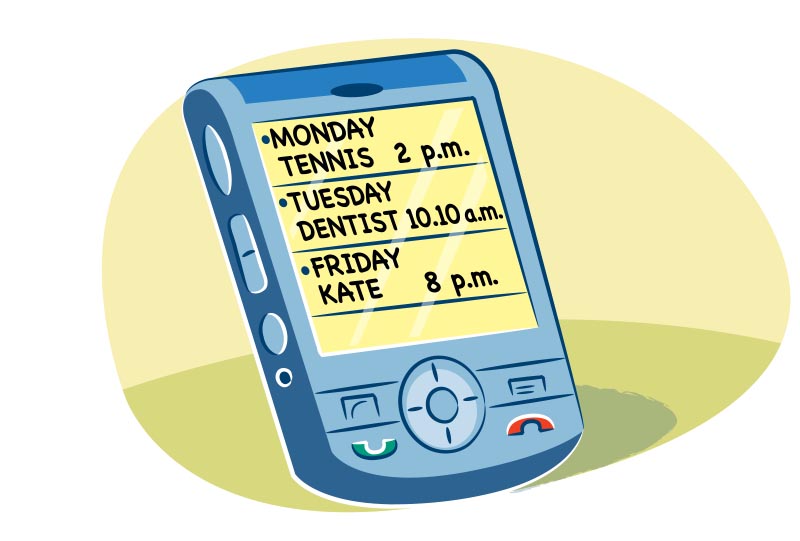 •MONDAY
TENNIS 2 p.m.
•TUESDAY
DENTIST 10.10 a.m.
•FRIDAY
KATE 8 p.m.